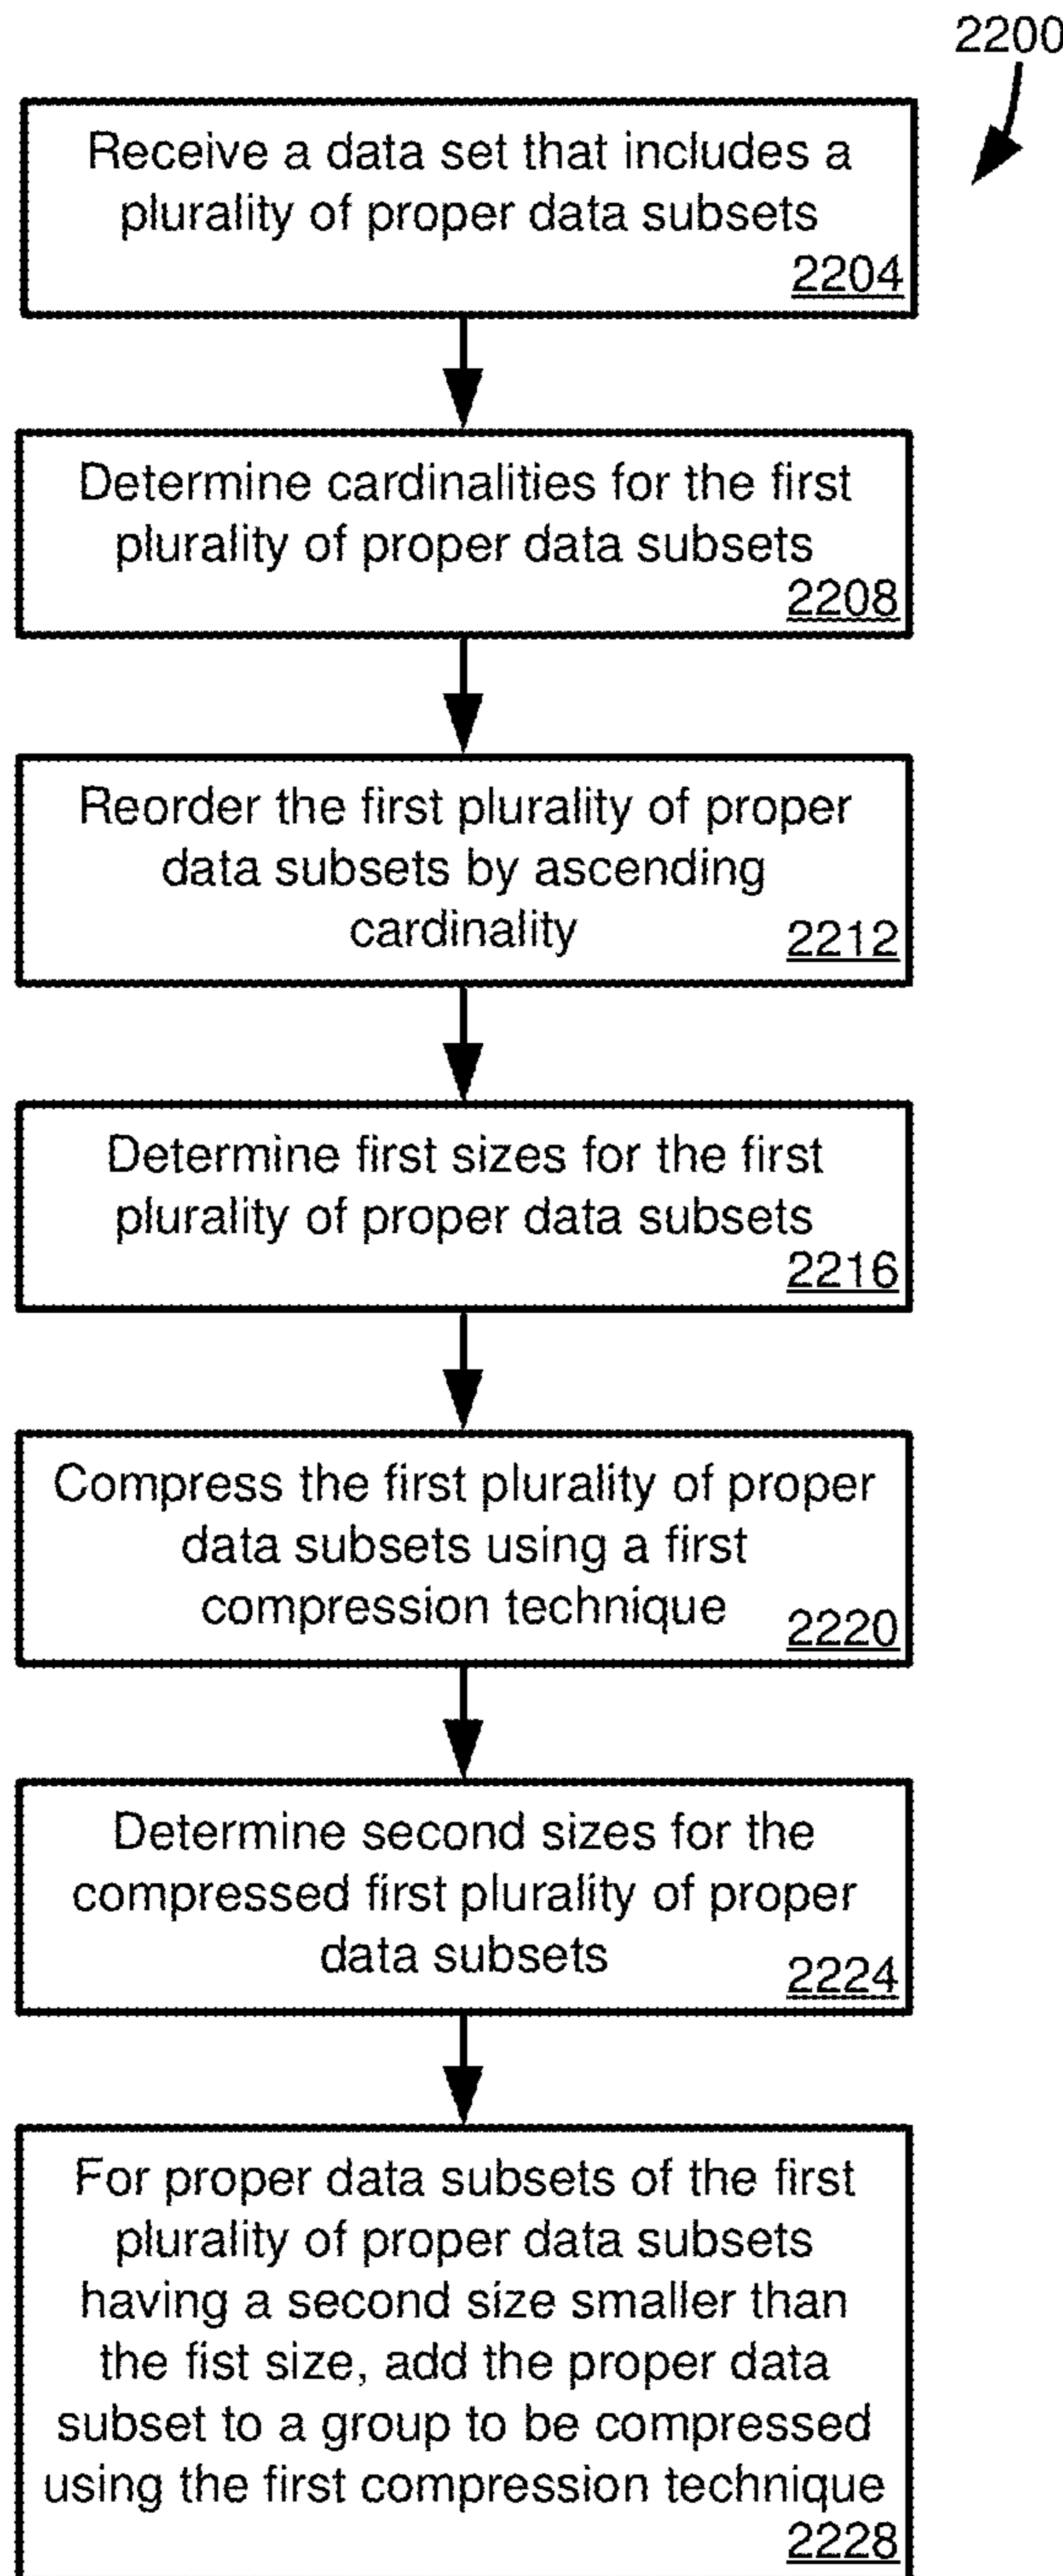 2200
Receive a data set that includes a
plurality of proper data subsets
2204
Determine cardinalities for the first
plurality of proper data subsets
2208
Reorder the first plurality of proper
data subsets by ascending
cardinality
2212
Determine first sizes for the first
plurality of proper data subsets
2216
Compress the first plurality of proper
data subsets using a first
compression technique
2220
Determine second sizes for the
compressed first plurality of proper
data subsets
2224
For proper data subsets of the first
plurality of proper data subsets
having a second size smaller than
the fist size, add the proper data
subset to a group to be compressed
using the first compression technique
2228